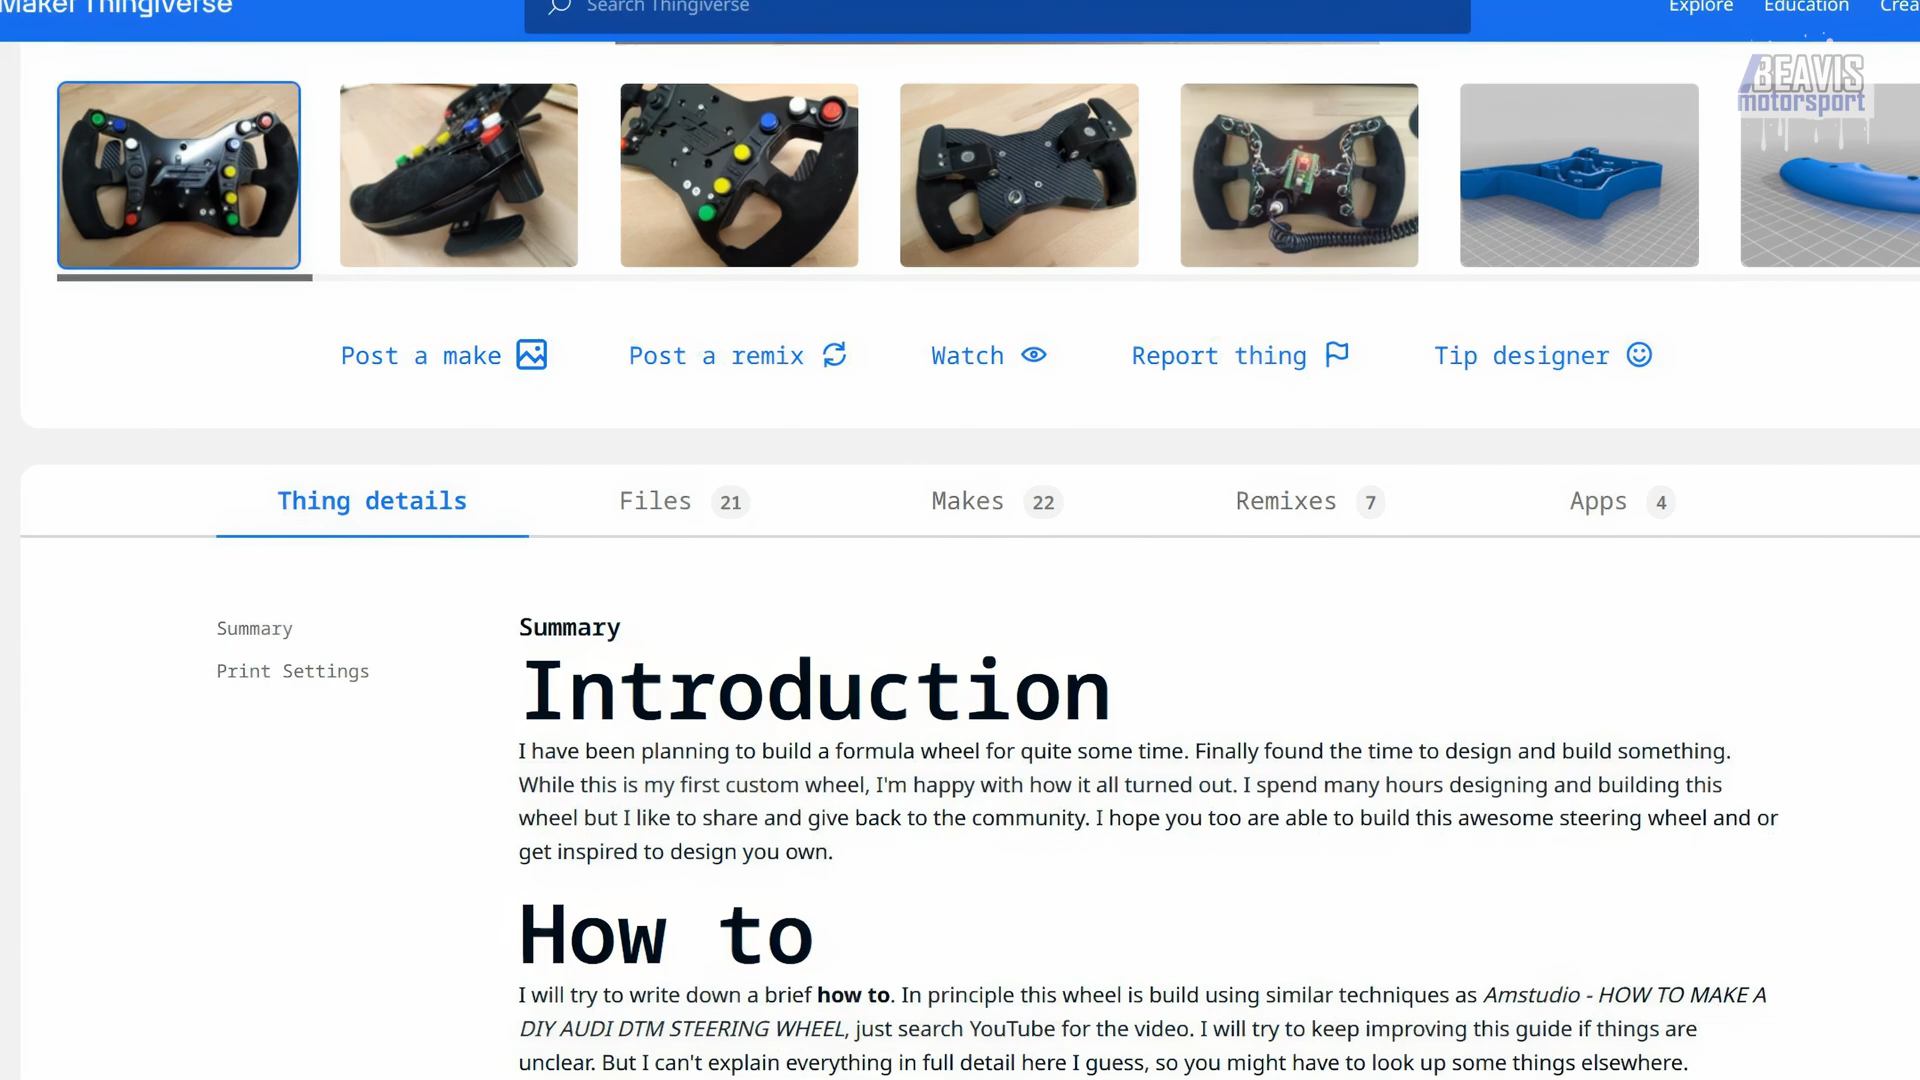 Maker Thingiverse
Search Thingiverse
Explore
Education
Crea
BEAVIS
motorsport
Post a make
Post a remix
Watch
Report thing
Tip designer
Thing details
Files 21
Makes 22
Remixes 7
Apps 4
Summary
Print Settings
Summary
Introduction
I have been planning to build a formula wheel for quite some time. Finally found the time to design and build something.
While this is my first custom wheel, I'm happy with how it all turned out. I spend many hours designing and building this
wheel but I like to share and give back to the community. I hope you too are able to build this awesome steering wheel and or
get inspired to design you own.
How to
I will try to write down a brief how to. In principle this wheel is build using similar techniques as Amstudio - HOW TO MAKE A
DIY AUDI DTM STEERING WHEEL, just search YouTube for the video. I will try to keep improving this guide if things are
unclear. But I can't explain everything in full detail here I guess, so you might have to look up some things elsewhere.